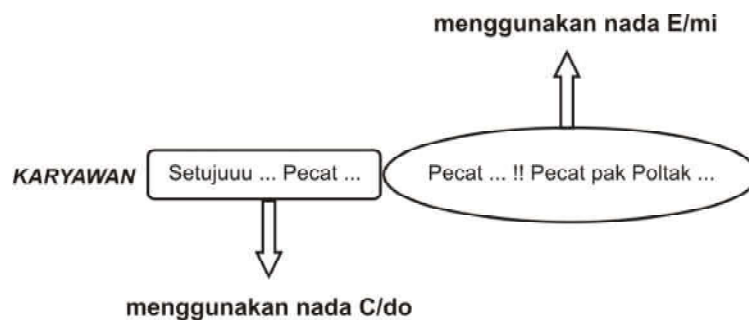 menggunakan nada E/mi
KARYAWAN Setujuuu ... Pecat ... Pecat ... !! Pecat pak Poltak ...
menggunakan nada C/do